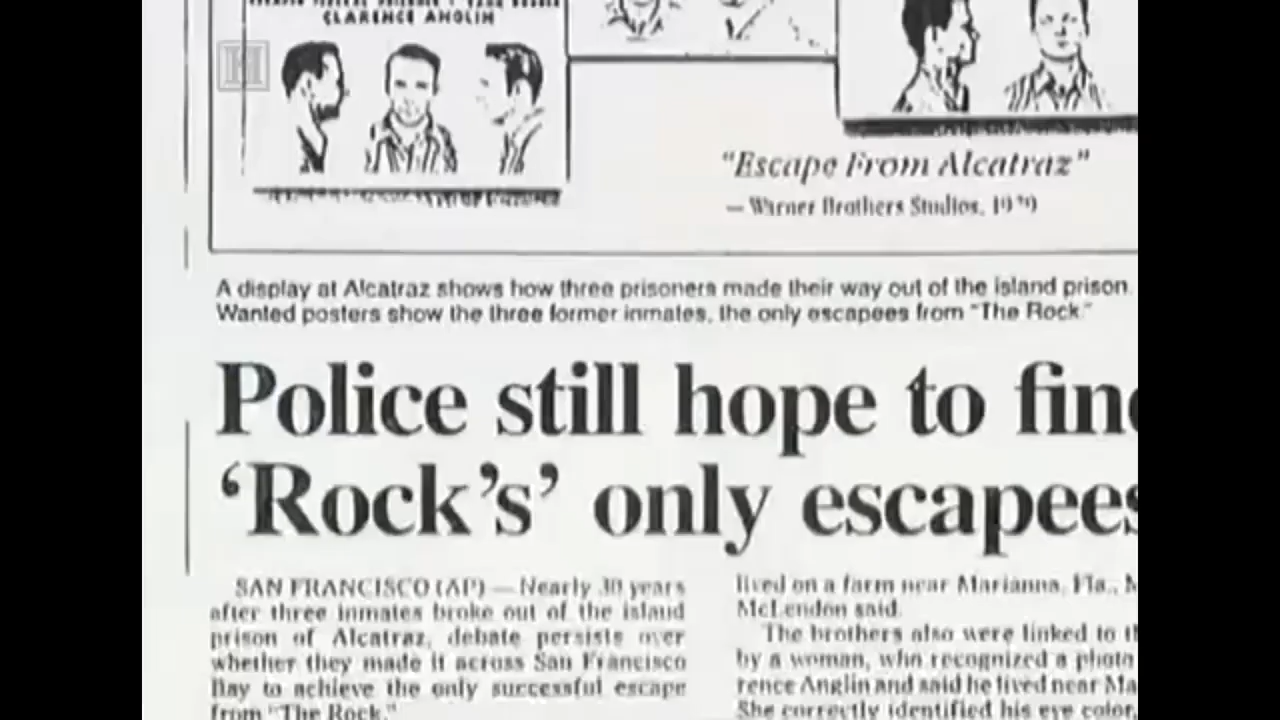 CLARENCE ANGLIN
H
"Escape From Alcatraz"
— Warner Brothers Studios, 1979
A display at Alcatraz shows how three prisoners made their way out of the island prison.
Wanted posters show the three former inmates, the only escapees from "The Rock."
Police still hope to fin
'Rock's' only escapees
SAN FRANCISCO (AP) — Nearly 30 years
after three inmates broke out of the island
prison of Alcatraz, debate persists over
whether they made it across San Francisco
Bay to achieve the only successful escape
from "The Rock."
lived on a farm near Marianna, Fla., M
McLendon said.
The brothers also were linked to th
by a woman, who recognized a photo
rence Anglin and said he lived near Ma
She correctly identified his eye color,